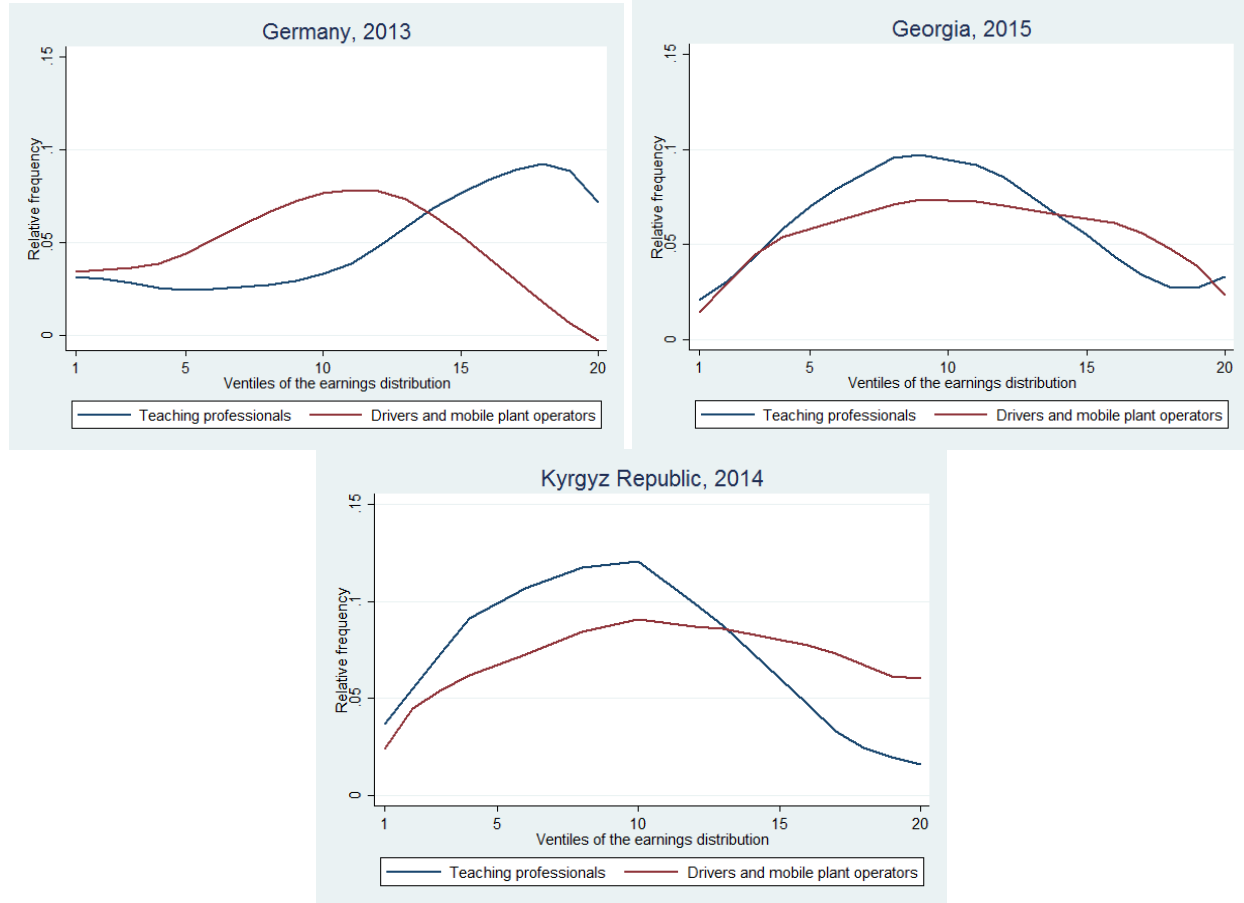 Germany, 2013
Relative frequency
.15
.1
.05
0
1 5 10 15 20
Ventiles of the earnings distribution
Teaching professionals Drivers and mobile plant operators
Georgia, 2015
Relative frequency
.15
.1
.05
0
1 5 10 15 20
Ventiles of the earnings distribution
Teaching professionals Drivers and mobile plant operators
Kyrgyz Republic, 2014
Relative frequency
.15
.1
.05
0
1 5 10 15 20
Ventiles of the earnings distribution
Teaching professionals Drivers and mobile plant operators